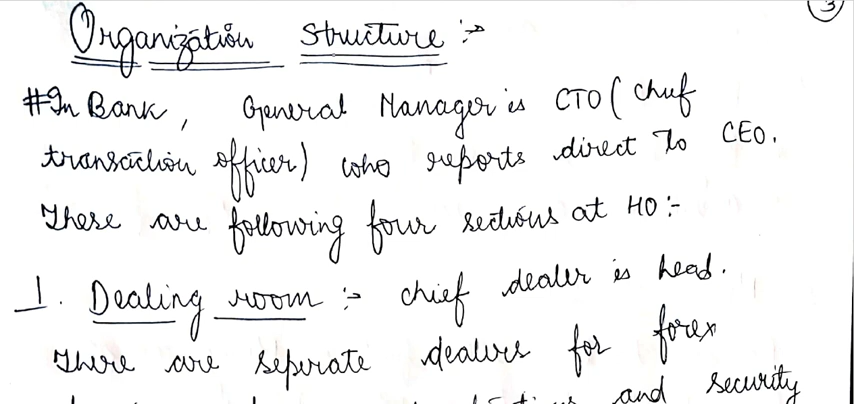 3
Organization structure :->
#In Bank, General Manager is CTO (chief
transaction officer) who reports direct to CEO.
These are following four sections at HO :-
1. Dealing room :-> chief dealer is head.
There are seperate dealers for forex
and security